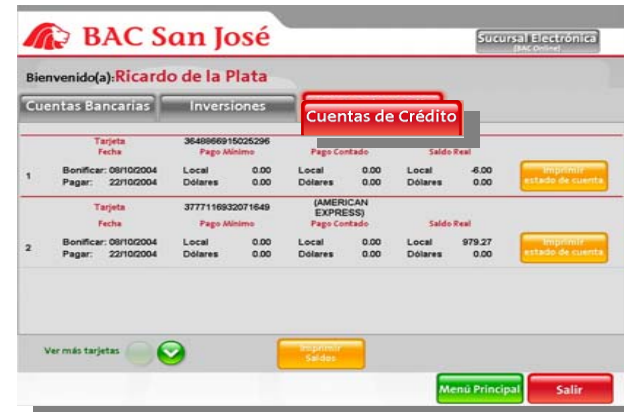 BAC San José
Sucursal Electrónica
(BAC Online)
Bienvenido(a): Ricardo de la Plata
Cuentas Bancarias Inversiones Cuentas de Crédito
Tarjeta 3648866915025296
Fecha Pago Mínimo Pago Contado Saldo Real
1 Bonificar: 08/10/2004 Local 0.00 Local 0.00 Local -6.00 Imprimir
Pagar: 22/10/2004 Dólares 0.00 Dólares 0.00 Dólares 0.00 estado de cuenta
Tarjeta 3777116932071649 (AMERICAN
EXPRESS)
Fecha Pago Mínimo Pago Contado Saldo Real
2 Bonificar: 08/10/2004 Local 0.00 Local 0.00 Local 979.27 Imprimir
Pagar: 22/10/2004 Dólares 0.00 Dólares 0.00 Dólares 0.00 estado de cuenta
Ver más tarjetas Imprimir
Saldos
Menú Principal Salir